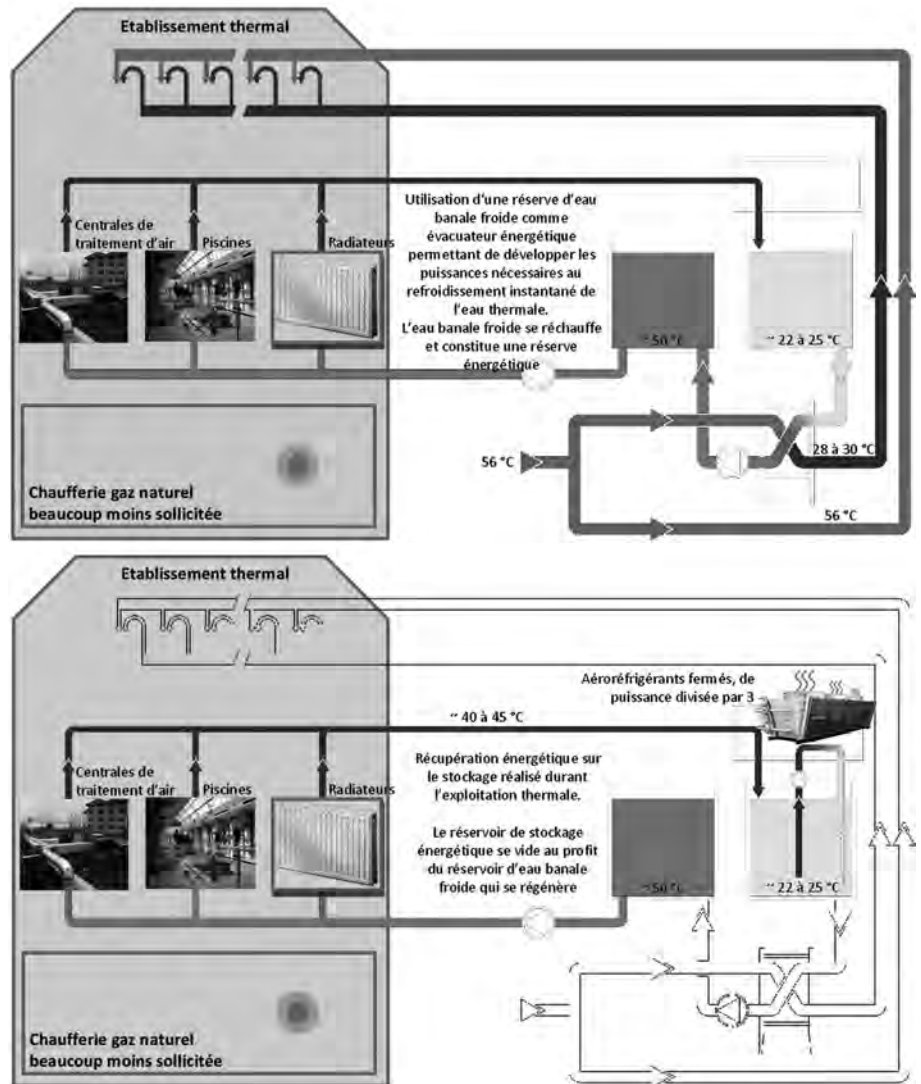 Etablissement thermal
Utilisation d'une réserve d'eau
banale froide comme
évacuateur énergétique
permettant de développer les
puissances nécessaires au
refroidissement instantané de
l'eau thermale.
L'eau banale froide se réchauffe
et constitue une réserve
énergétique
Centrales de
traitement d'air
Piscines
Radiateurs
~ 50 °C
~ 22 à 25 °C
56 °C
28 à 30 °C
56 °C
Chaufferie gaz naturel
beaucoup moins sollicitée
Etablissement thermal
Aéroréfrigérants fermés, de
puissance divisée par 3
~ 40 à 45 °C
Centrales de
traitement d'air
Piscines
Radiateurs
Récupération énergétique sur
le stockage réalisé durant
l'exploitation thermale.
Le réservoir de stockage
énergétique se vide au profit
du réservoir d'eau banale
froide qui se régénère
~ 50 °C
~ 22 à 25 °C
Chaufferie gaz naturel
beaucoup moins sollicitée